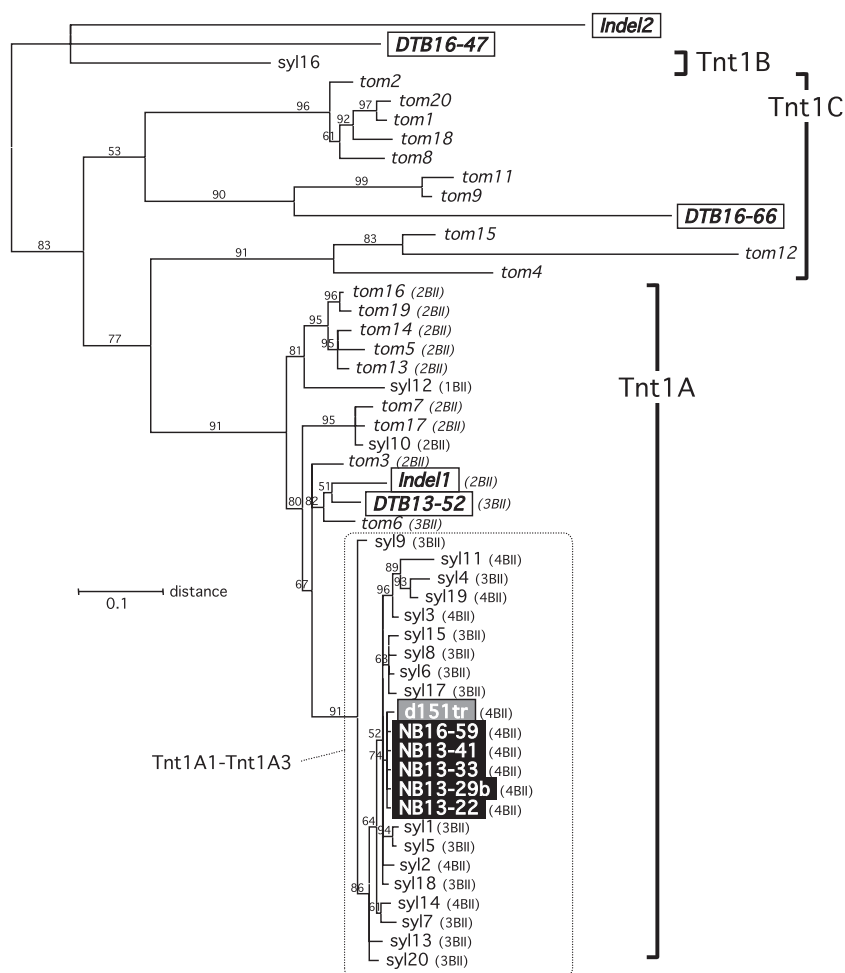 Indel2
DTB16-47
syl16
Tnt1B
tom2
Tnt1C
96
tom20
97
tom1
92
tom18
61
tom8
53
tom11
99
tom9
90
DTB16-66
tom15
83
tom12
91
tom4
83
tom16 (2BII)
96
tom19 (2BII)
95
tom14 (2BII)
95
tom5 (2BII)
77
tom13 (2BII)
81
syl12 (1BII)
Tnt1A
tom7 (2BII)
95
tom17 (2BII)
91
syl10 (2BII)
tom3 (2BII)
Indel1 (2BII)
51
80
82
DTB13-52 (3BII)
tom6 (3BII)
syl9 (3BII)
syl11 (4BII)
89
syl4 (3BII)
93
67
0.1
distance
96
syl19 (4BII)
syl3 (4BII)
syl15 (3BII)
syl8 (3BII)
63
syl6 (3BII)
syl17 (3BII)
91
d151tr (4BII)
NB16-59 (4BII)
52
NB13-41 (4BII)
74
Tnt1A1-Tnt1A3
NB13-33 (4BII)
NB13-29b (4BII)
NB13-22 (4BII)
64
94
syl1 (3BII)
syl5 (3BII)
syl2 (4BII)
syl18 (3BII)
86
syl14 (4BII)
61
syl7 (3BII)
syl13 (3BII)
syl20 (3BII)